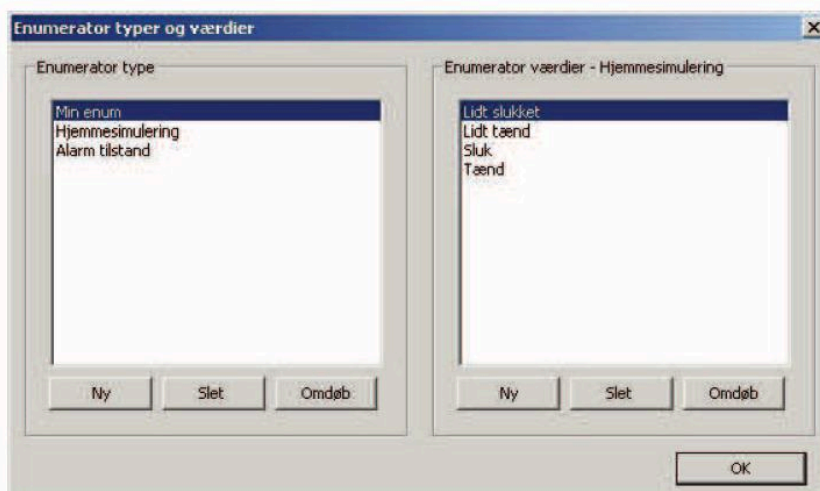 Enumerator typer og værdier
Enumerator type
Min enum
Hjemmesimulering
Alarm tilstand
Ny
Slet
Omdøb
Enumerator værdier - Hjemmesimulering
Lidt slukket
Lidt tænd
Sluk
Tænd
Ny
Slet
Omdøb
OK